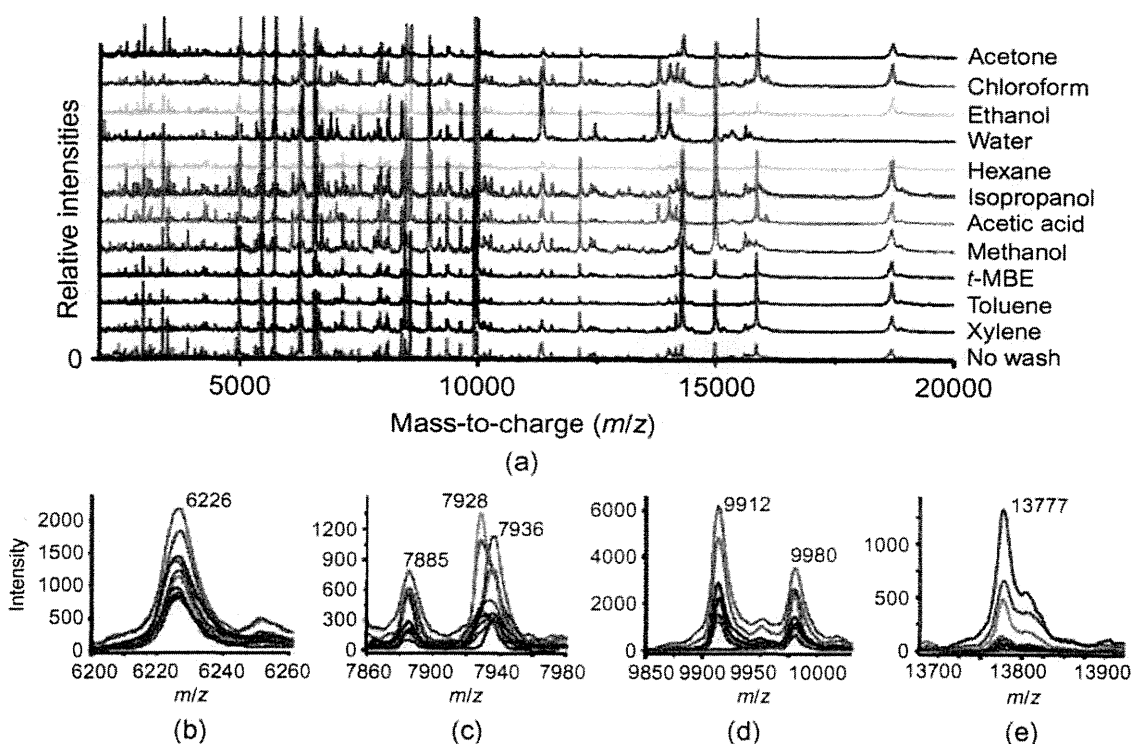 Relative intensities
0
Acetone
Chloroform
Ethanol
Water
Hexane
Isopropanol
Acetic acid
Methanol
t-MBE
Toluene
Xylene
No wash
5000 10000 15000 20000
Mass-to-charge (m/z)
(a)
Intensity
2000
1500
1000
500
0
6226
6200 6220 6240 6260
m/z
(b)
1200
900
600
300
0
7885
7928
7936
7860 7900 7940 7980
m/z
(c)
6000
4000
2000
0
9912
9980
9850 9900 9950 10000
m/z
(d)
1000
500
0
13777
13700 13800 13900
m/z
(e)